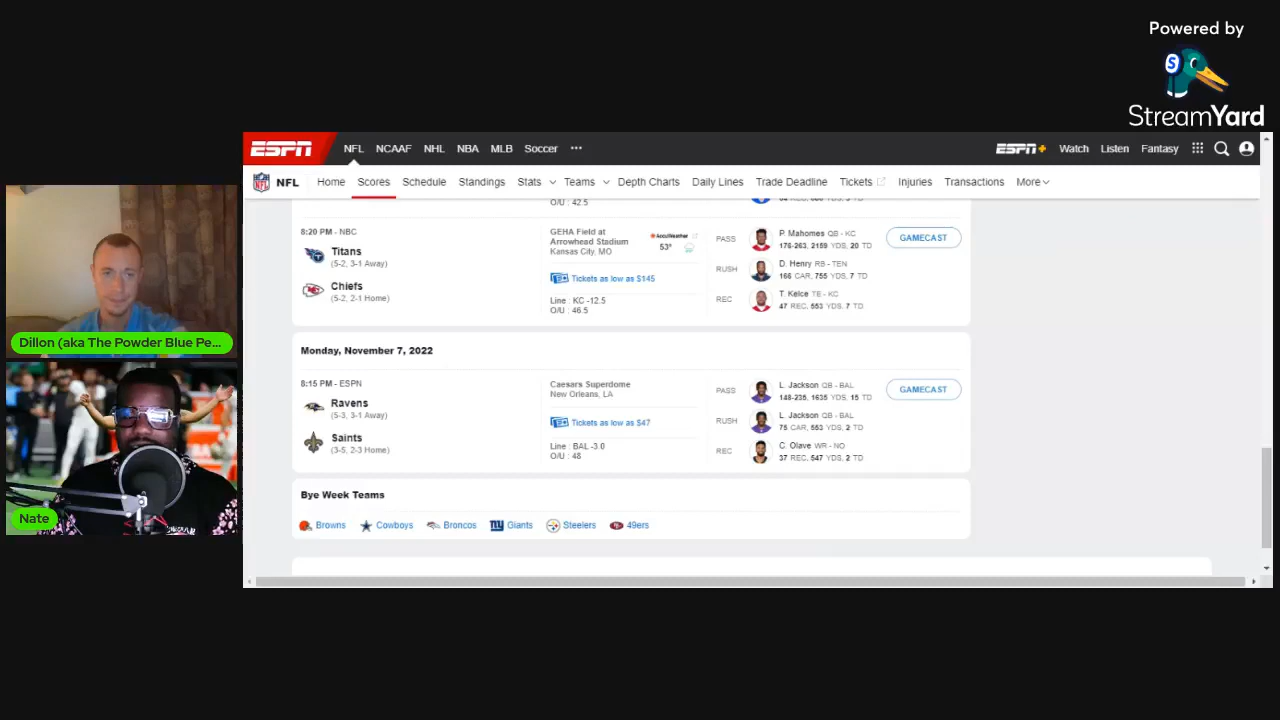 Powered by
S
StreamYard
ESPN NFL NCAAF NHL NBA MLB Soccer ••• ESPN+ Watch Listen Fantasy
NFL Home Scores Schedule Standings Stats Teams Depth Charts Daily Lines Trade Deadline Tickets Injuries Transactions More
O/U : 42.5
8:20 PM - NBC
Titans
(5-2, 3-1 Away)
Chiefs
(5-2, 2-1 Home)
GEHA Field at
Arrowhead Stadium
Kansas City, MO
AccuWeather
53°
Tickets as low as $145
Line : KC -12.5
O/U : 46.5
PASS
P. Mahomes QB - KC
176-263, 2159 YDS, 20 TD
RUSH
D. Henry RB - TEN
166 CAR, 755 YDS, 7 TD
REC
T. Kelce TE - KC
47 REC, 553 YDS, 7 TD
GAMECAST
Monday, November 7, 2022
8:15 PM - ESPN
Ravens
(5-3, 3-1 Away)
Saints
(3-5, 2-3 Home)
Caesars Superdome
New Orleans, LA
Tickets as low as $47
Line : BAL -3.0
O/U : 48
PASS
L. Jackson QB - BAL
148-235, 1635 YDS, 15 TD
RUSH
L. Jackson QB - BAL
75 CAR, 553 YDS, 2 TD
REC
C. Olave WR - NO
37 REC, 547 YDS, 2 TD
GAMECAST
Bye Week Teams
Browns Cowboys Broncos Giants Steelers 49ers
Dillon (aka The Powder Blue Pe...
Nate